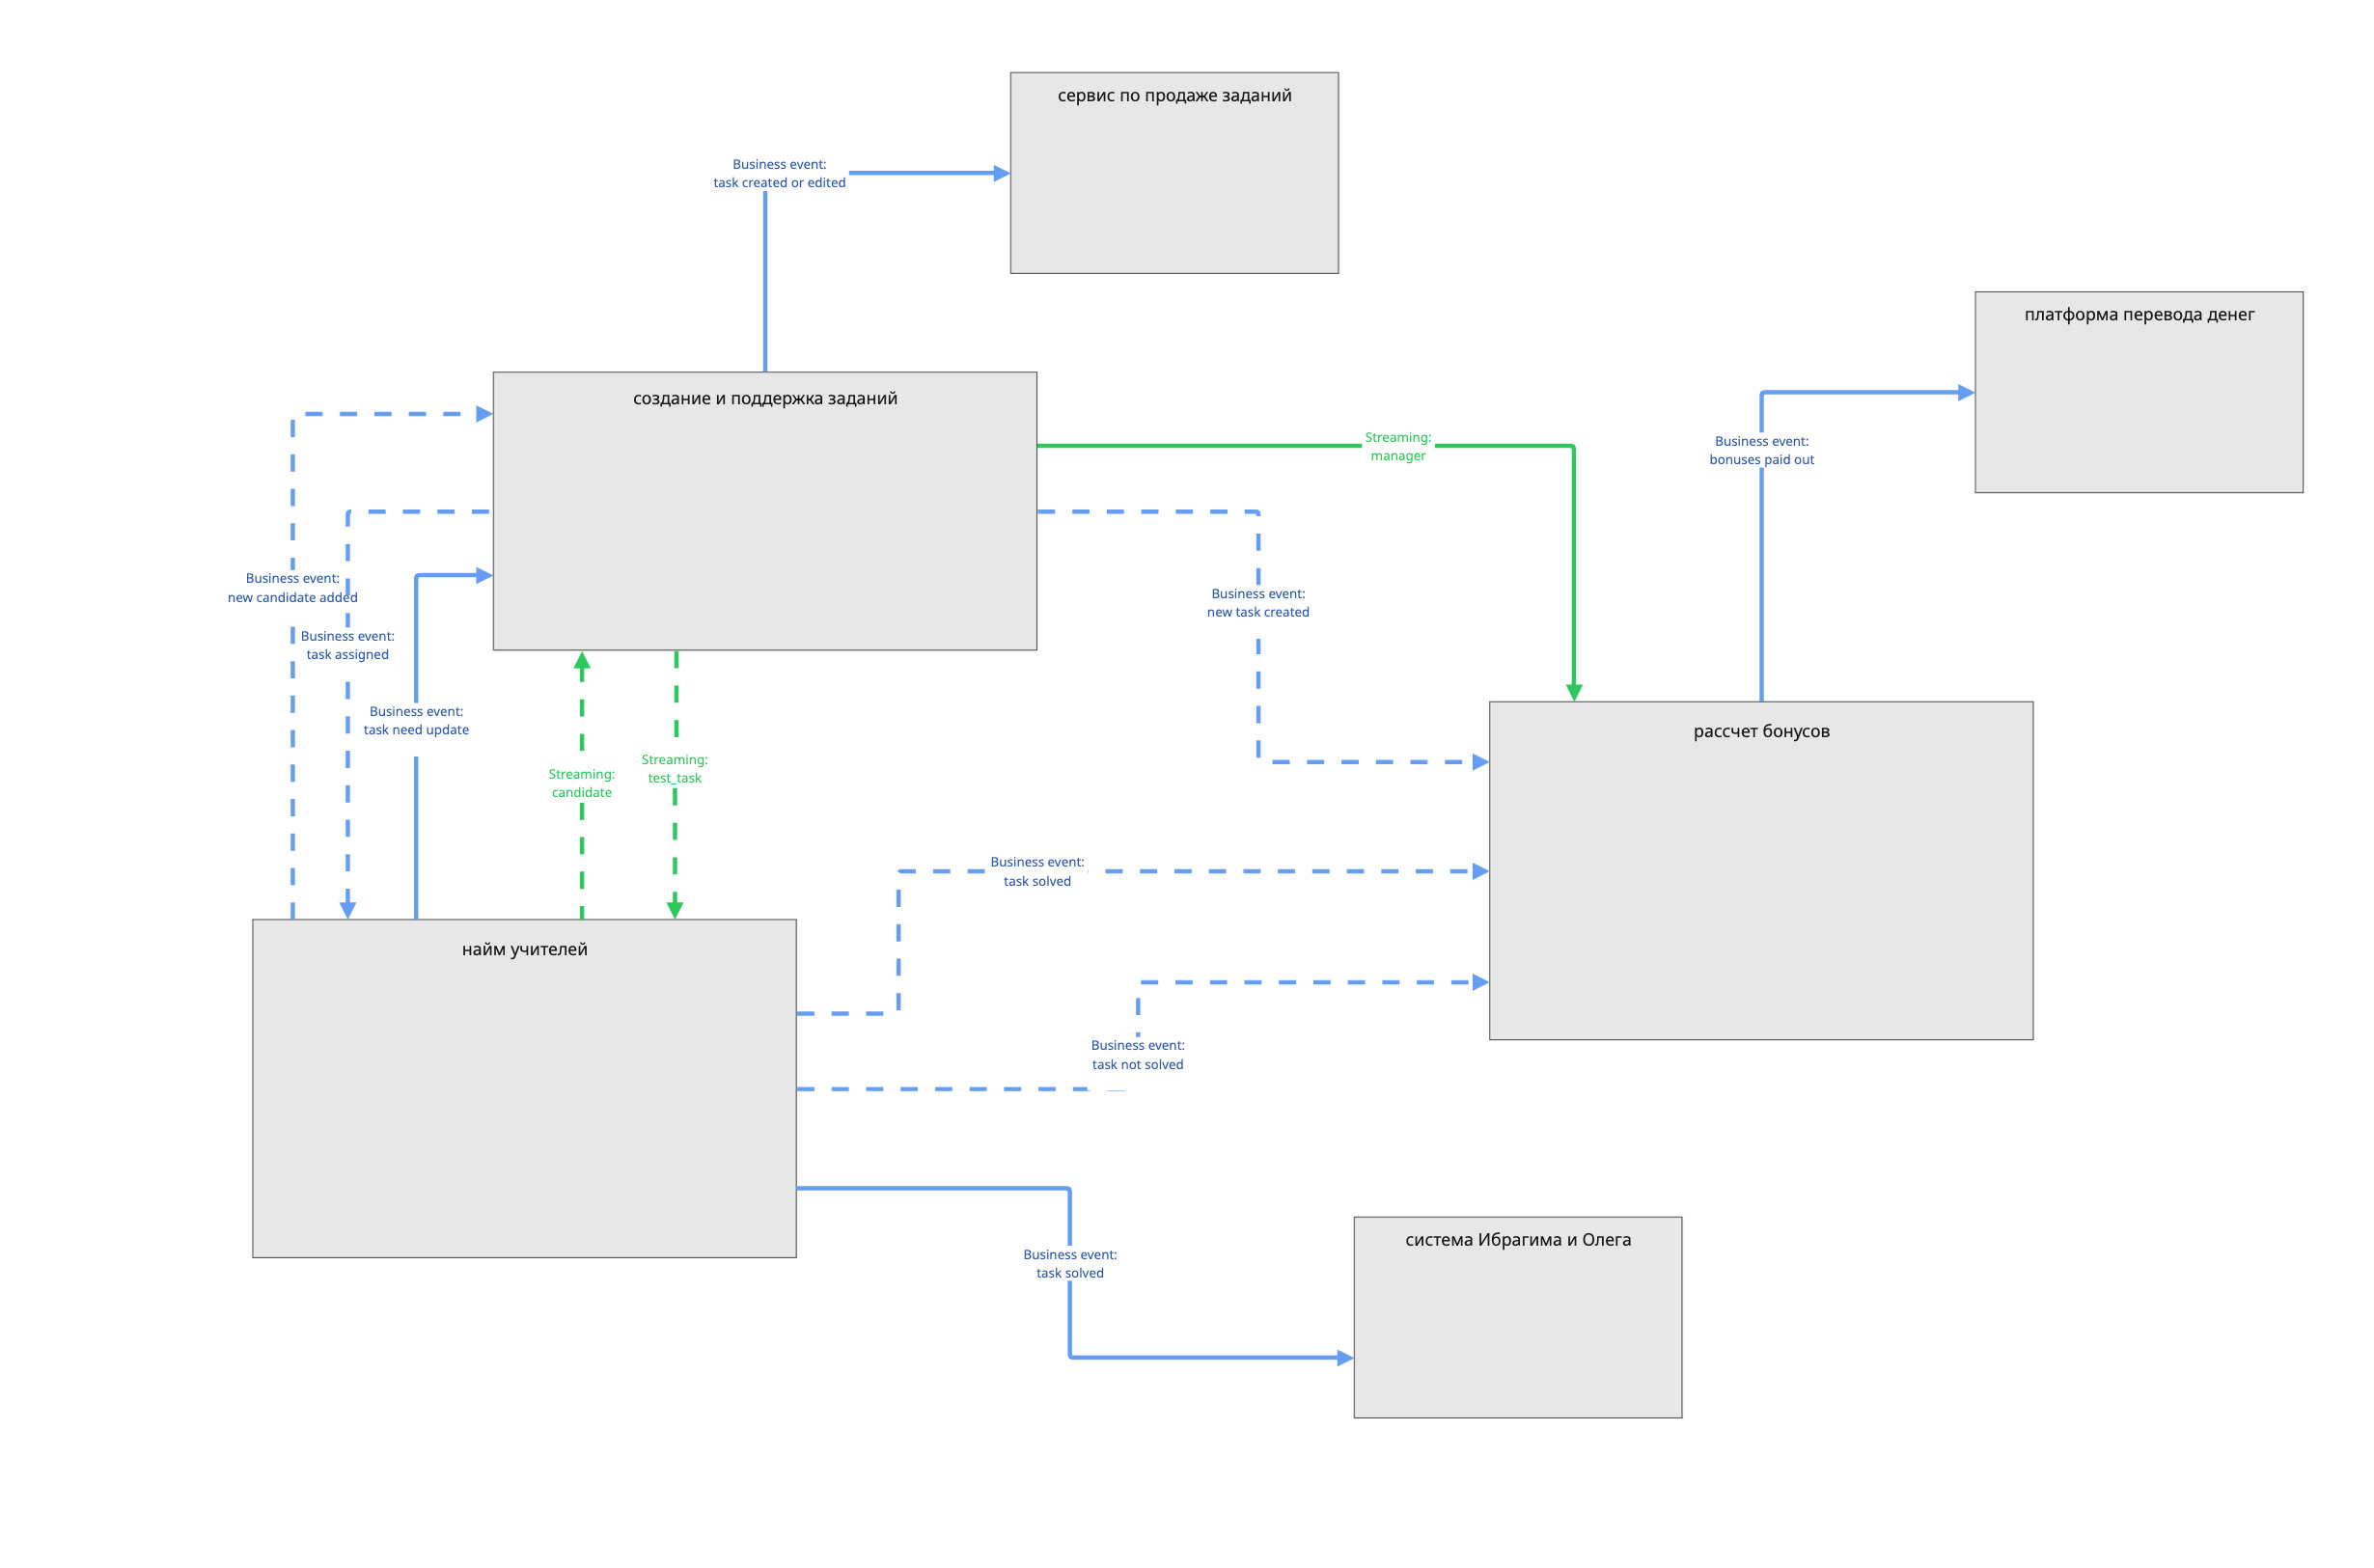 сервис по продаже заданий
Business event:
task created or edited
платформа перевода денег
создание и поддержка заданий
Streaming:
manager
Business event:
bonuses paid out
Business event:
new candidate added
Business event:
new task created
Business event:
task assigned
Business event:
task need update
рассчет бонусов
Streaming:
candidate
Streaming:
test_task
Business event:
task solved
найм учителей
Business event:
task not solved
Business event:
task solved
система Ибрагима и Олега